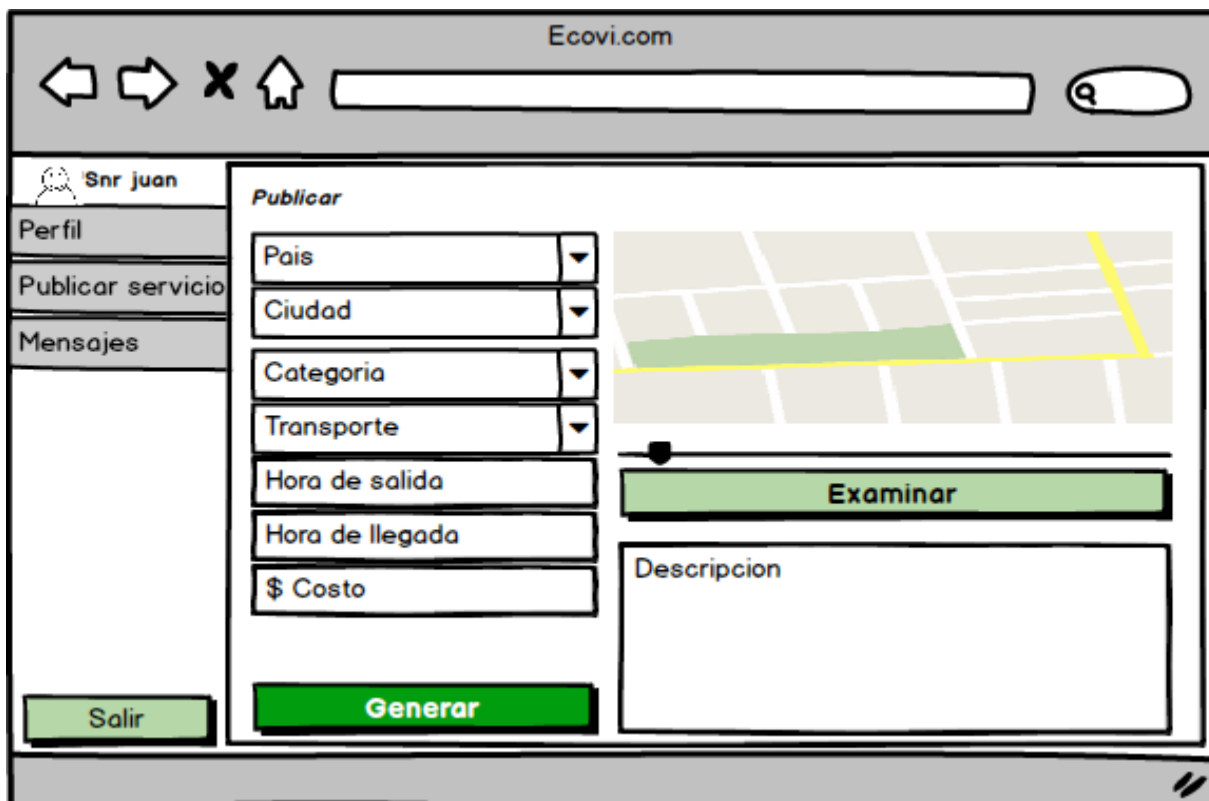 Ecovi.com
Snr juan
Perfil
Publicar servicio
Mensajes
Salir
Publicar
Pais
Ciudad
Categoria
Transporte
Hora de salida
Hora de llegada
$ Costo
Generar
Examinar
Descripcion